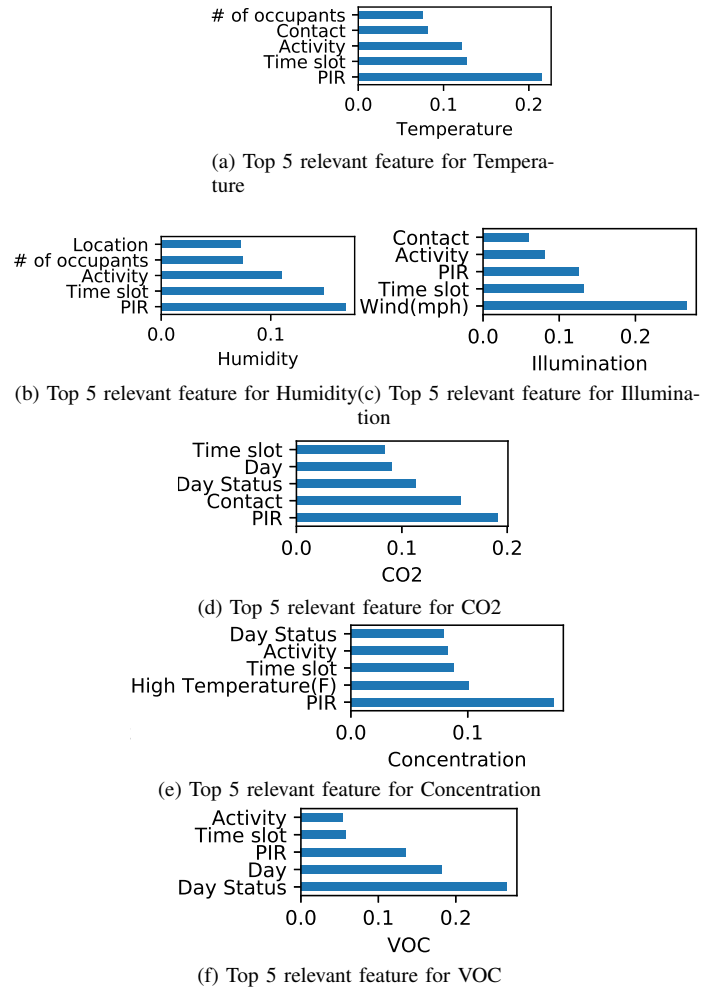 # of occupants
Contact
Activity
Time slot
PIR
0.0 0.1 0.2
Temperature
(a) Top 5 relevant feature for Tempera-
ture
Location
# of occupants
Activity
Time slot
PIR
0.0 0.1
Humidity
(b) Top 5 relevant feature for Humidity
Contact
Activity
PIR
Time slot
Wind(mph)
0.0 0.1 0.2
Illumination
(c) Top 5 relevant feature for Illumina-
tion
Time slot
Day
Day Status
Contact
PIR
0.0 0.1 0.2
CO2
(d) Top 5 relevant feature for CO2
Day Status
Activity
Time slot
High Temperature(F)
PIR
0.0 0.1
Concentration
(e) Top 5 relevant feature for Concentration
Activity
Time slot
PIR
Day
Day Status
0.0 0.1 0.2
VOC
(f) Top 5 relevant feature for VOC